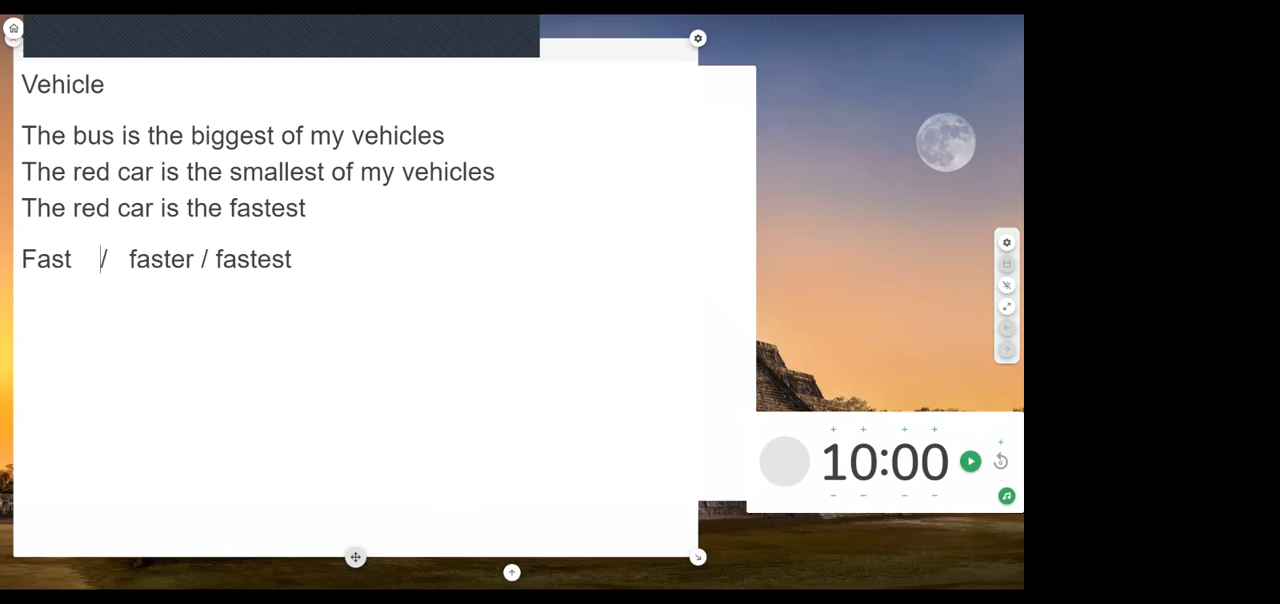 Vehicle
The bus is the biggest of my vehicles
The red car is the smallest of my vehicles
The red car is the fastest
Fast / faster / fastest
10:00